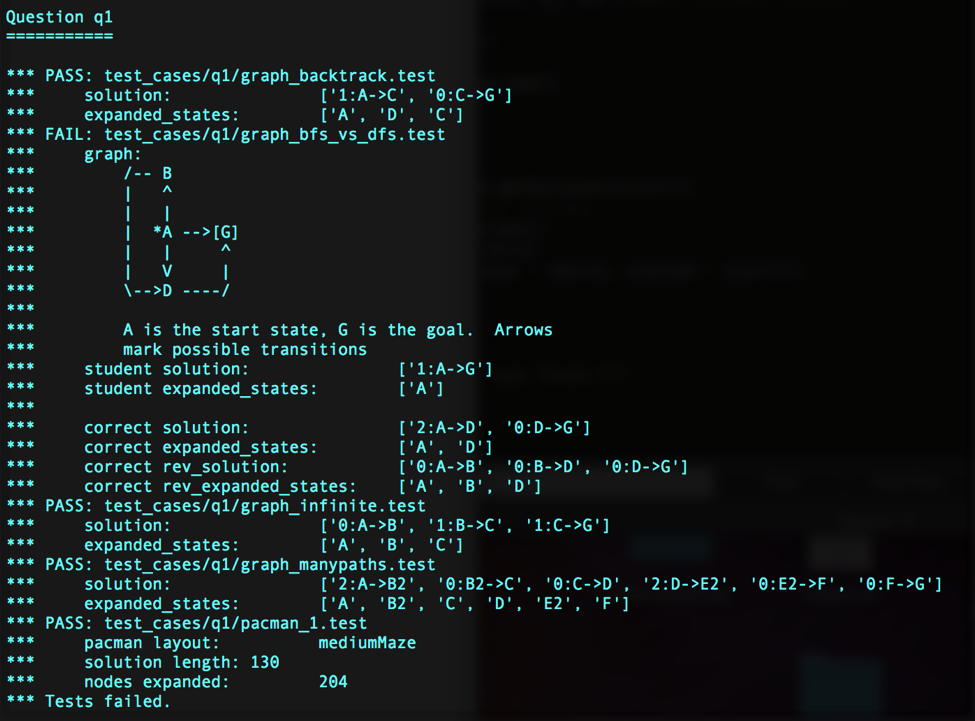 Question q1
===========
*** PASS: test_cases/q1/graph_backtrack.test
***     solution:               ['1:A->C', '0:C->G']
***     expanded_states:        ['A', 'D', 'C']
*** FAIL: test_cases/q1/graph_bfs_vs_dfs.test
***     graph:
***         /-- B
***         |   ^
***         |   |
***         |  *A -->[G]
***         |   |     ^
***         |   V     |
***         \-->D ----/
***
***         A is the start state, G is the goal.  Arrows
***         mark possible transitions
***     student solution:               ['1:A->G']
***     student expanded_states:        ['A']
***
***     correct solution:               ['2:A->D', '0:D->G']
***     correct expanded_states:        ['A', 'D']
***     correct rev_solution:           ['0:A->B', '0:B->D', '0:D->G']
***     correct rev_expanded_states:    ['A', 'B', 'D']
*** PASS: test_cases/q1/graph_infinite.test
***     solution:               ['0:A->B', '1:B->C', '1:C->G']
***     expanded_states:        ['A', 'B', 'C']
*** PASS: test_cases/q1/graph_manypaths.test
***     solution:               ['2:A->B2', '0:B2->C', '0:C->D', '2:D->E2', '0:E2->F', '0:F->G']
***     expanded_states:        ['A', 'B2', 'C', 'D', 'E2', 'F']
*** PASS: test_cases/q1/pacman_1.test
***     pacman layout:          mediumMaze
***     solution length: 130
***     nodes expanded:         204
*** Tests failed.